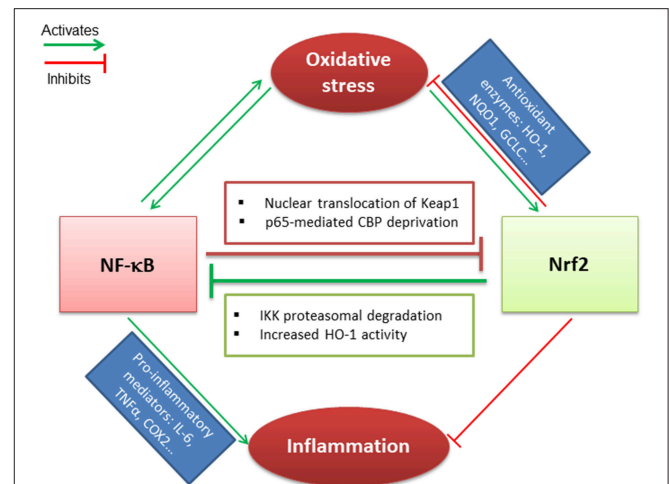 Activates
Inhibits
Oxidative
stress
Antioxidant
enzymes: HO-1,
NQO1, GCLC...
▪ Nuclear translocation of Keap1
▪ p65-mediated CBP deprivation
NF-κB
Nrf2
▪ IKK proteasomal degradation
▪ Increased HO-1 activity
Pro-inflammatory
mediators: IL-6,
TNFα, COX2...
Inflammation